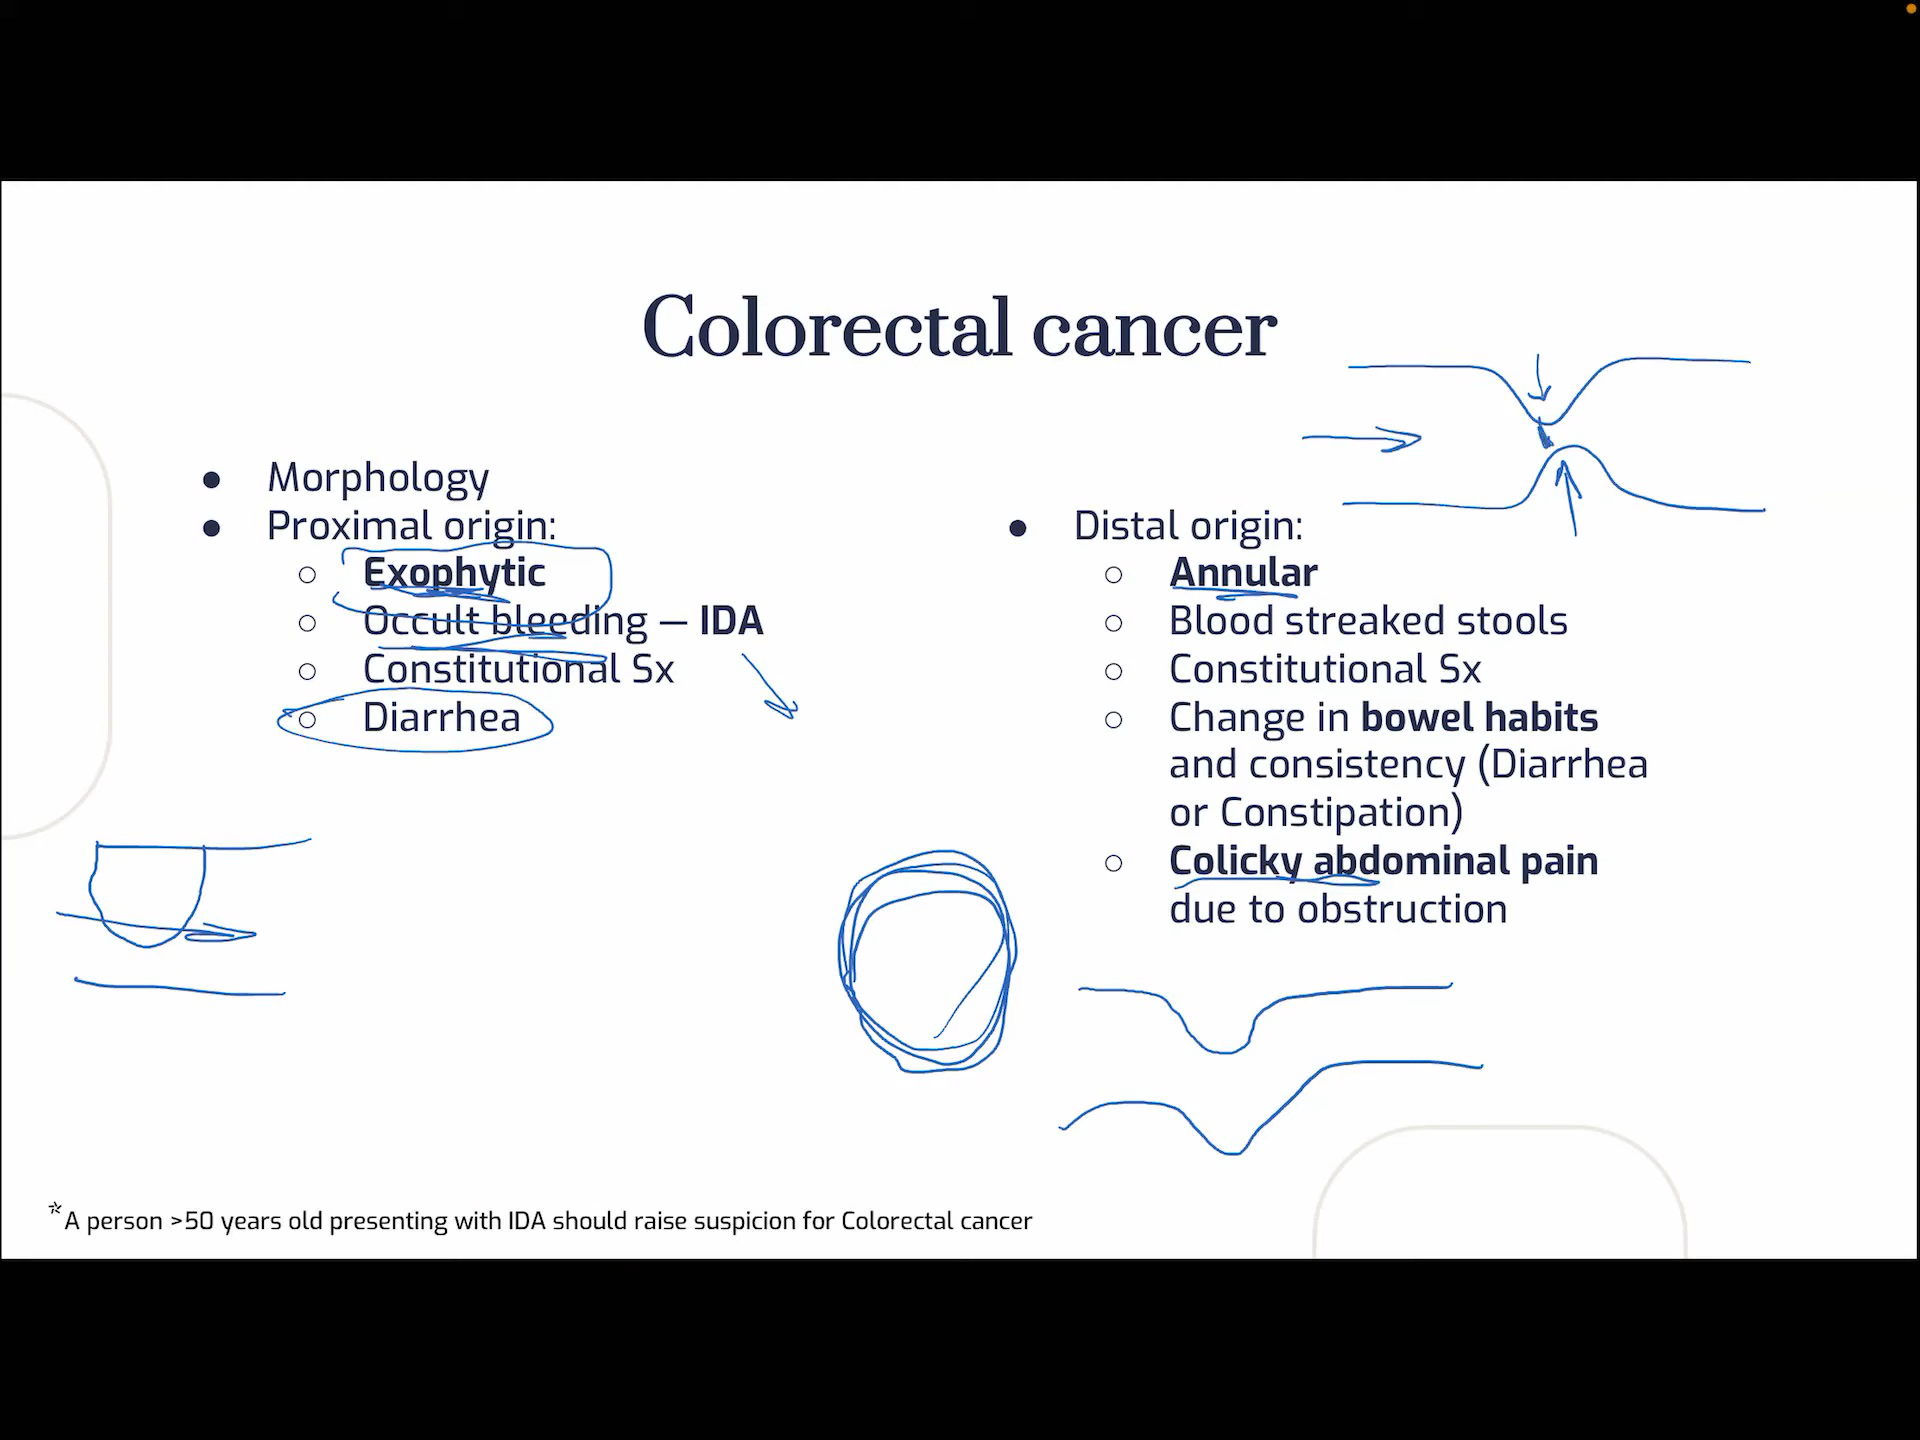 Colorectal cancer
● Morphology
● Proximal origin:
○ Exophytic
○ Occult bleeding — IDA
○ Constitutional Sx
○ Diarrhea
● Distal origin:
○ Annular
○ Blood streaked stools
○ Constitutional Sx
○ Change in bowel habits
and consistency (Diarrhea
or Constipation)
○ Colicky abdominal pain
due to obstruction
*A person >50 years old presenting with IDA should raise suspicion for Colorectal cancer